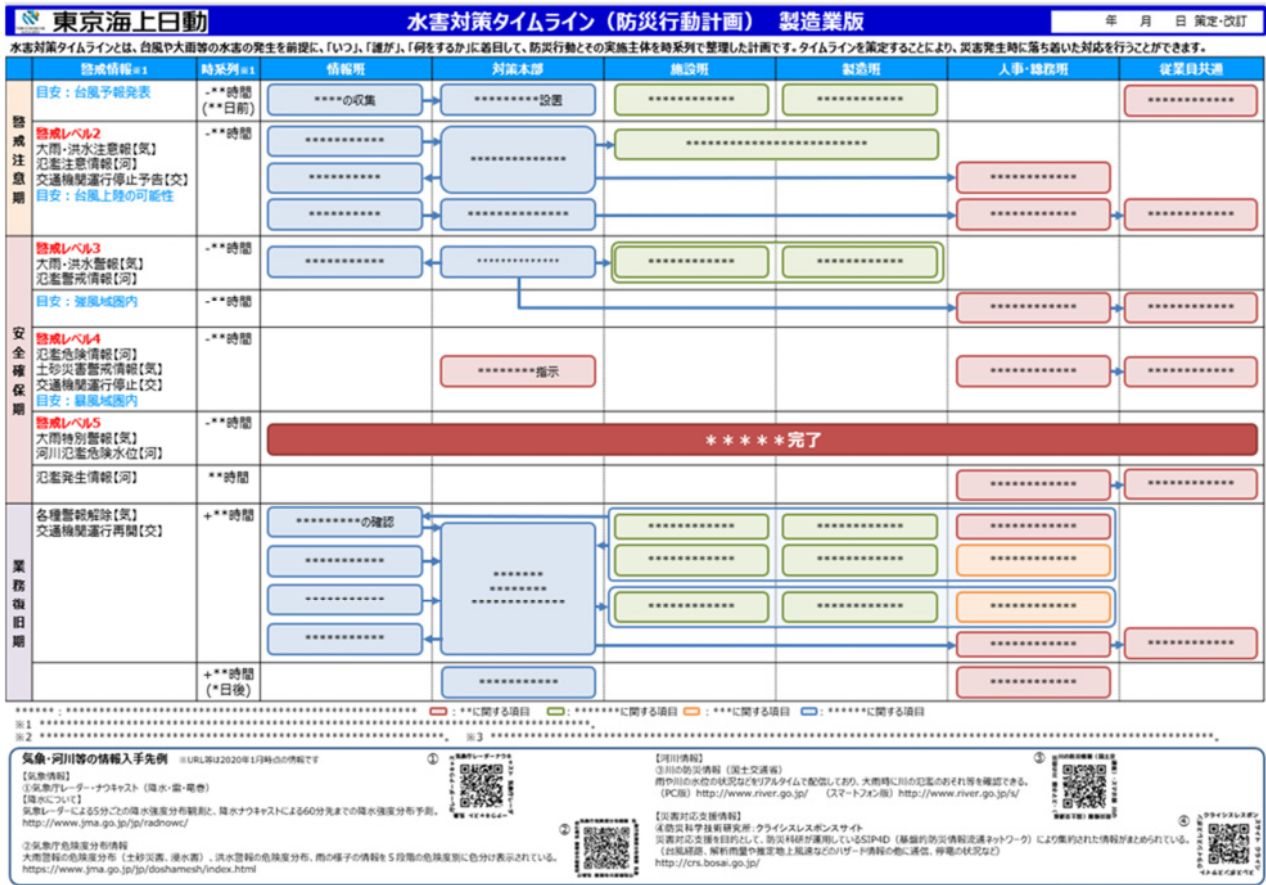 東京海上日動
水害対策タイムライン（防災行動計画） 製造業版
年 月 日 策定・改訂
水害対策タイムラインとは、台風や大雨等の水害の発生を前提に、「いつ」、「誰が」、「何をするか」に着目して、防災行動とその実施主体を時系列で整理した計画です。タイムラインを策定することにより、災害発生時に落ち着いた対応を行うことができます。
警戒情報※1 時系列※1 情報班 対策本部 施設班 製造班 人事・総務班 従業員共通
警戒注意期
目安：台風予報発表
-**時間
(**日前)
****の収集 *********設置 ************ ************ ************
警戒レベル2
大雨・洪水注意報【気】
氾濫注意情報【河】
交通機関運行停止予告【交】
目安：台風上陸の可能性
-**時間
安全確保期
警戒レベル3
大雨・洪水警報【気】
氾濫警戒情報【河】
-**時間
目安：強風域圏内
-**時間
警戒レベル4
氾濫危険情報【河】
土砂災害警戒情報【気】
交通機関運行停止【交】
目安：暴風域圏内
-**時間
********指示
警戒レベル5
大雨特別警報【気】
河川氾濫危険水位【河】
-**時間
*****完了
氾濫発生情報【河】
**時間
業務復旧期
各種警報解除【気】
交通機関運行再開【交】
+**時間
*********の確認
+**時間
(*日後)
：**に関する項目 ：*******に関する項目 ：***に関する項目 ：******に関する項目
※1
※2 ※3
気象・河川等の情報入手先例 ※URL等は2020年1月時点の情報です
【気象情報】
①気象庁レーダー・ナウキャスト（降水・雷・竜巻）
【降水について】
気象レーダーによる5分ごとの降水強度分布観測と、降水ナウキャストによる60分先までの降水強度分布予測。
http://www.jma.go.jp/jp/radnowc/
②気象庁危険度分布情報
大雨警報の危険度分布（土砂災害、浸水害）、洪水警報の危険度分布、雨の様子の情報を５段階の危険度別に色分け表示されている。
https://www.jma.go.jp/jp/doshamesh/index.html
①
②
【河川情報】
③川の防災情報（国土交通省）
雨や川の水位の状況などをリアルタイムで配信しており、大雨時に川の氾濫のおそれ等を確認できる。
（PC版）http://www.river.go.jp/ （スマートフォン版）http://www.river.go.jp/s/
【災害対応支援情報】
④防災科学技術研究所：クライシスレスポンスサイト
災害対応支援を目的として、防災科研が運用しているSIP4D（基盤的防災情報流通ネットワーク）により集約された情報がまとめられている。
（台風経路、解析雨量や推定地上風速などのハザード情報の他に通信、停電の状況など）
http://crs.bosai.go.jp/
③
④